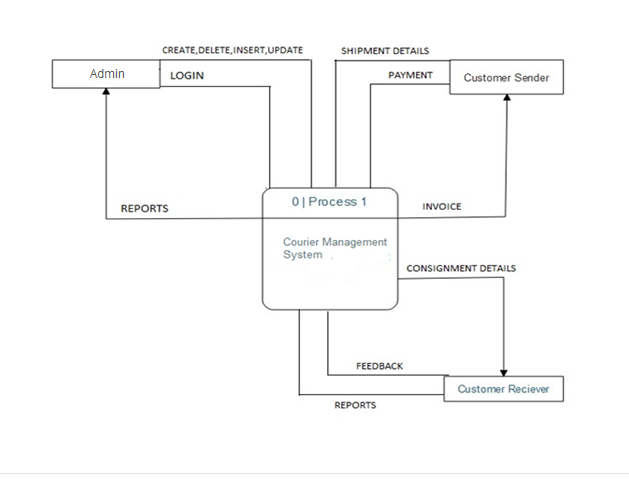 CREATE,DELETE,INSERT,UPDATE
SHIPMENT DETAILS
Admin
LOGIN
PAYMENT
Customer Sender
0 | Process 1
REPORTS
INVOICE
Courier Management
System
CONSIGNMENT DETAILS
FEEDBACK
Customer Reciever
REPORTS